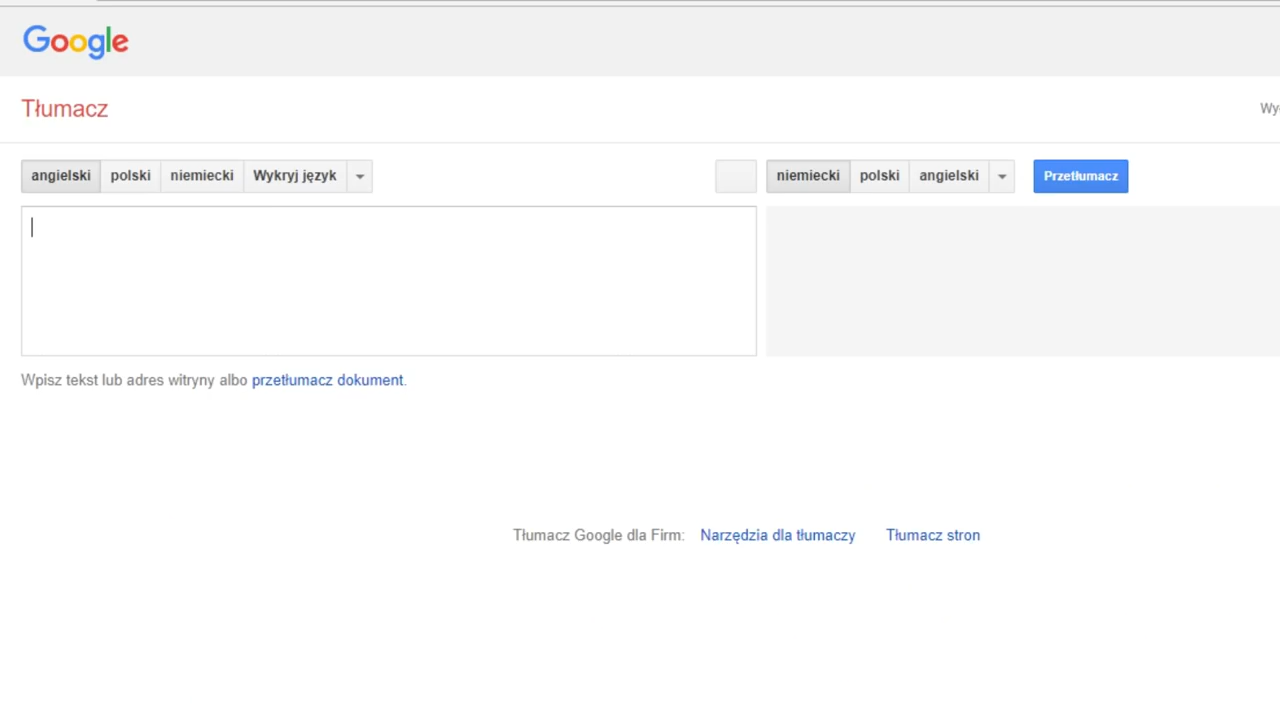 Google
Tłumacz
angielski polski niemiecki Wykryj język niemiecki polski angielski Przetłumacz
Wpisz tekst lub adres witryny albo przetłumacz dokument.
Tłumacz Google dla Firm: Narzędzia dla tłumaczy Tłumacz stron